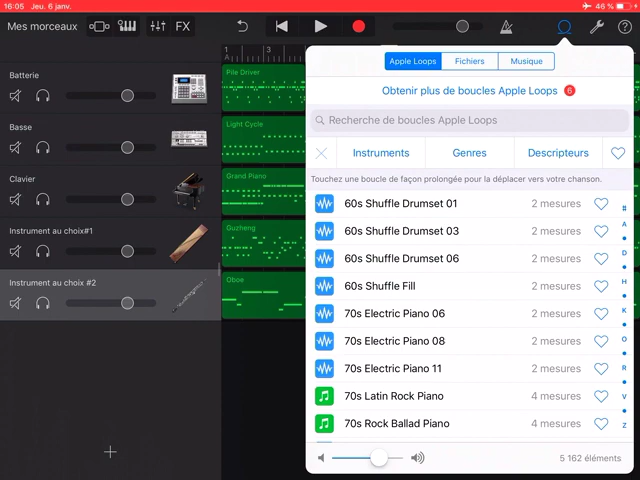 16:05 Jeu. 6 janv.
46 %
Mes morceaux
FX
1
3
Batterie
Basse
Clavier
Instrument au choix#1
Instrument au choix #2
Pile Driver
Light Cycle
Grand Piano
Guzheng
Oboe
Apple Loops Fichiers Musique
Obtenir plus de boucles Apple Loops 6
Recherche de boucles Apple Loops
Instruments Genres Descripteurs
Touchez une boucle de façon prolongée pour la déplacer vers votre chanson.
60s Shuffle Drumset 01 2 mesures
60s Shuffle Drumset 03 2 mesures
60s Shuffle Drumset 06 2 mesures
60s Shuffle Fill 2 mesures
70s Electric Piano 06 2 mesures
70s Electric Piano 08 2 mesures
70s Electric Piano 11 2 mesures
70s Latin Rock Piano 4 mesures
70s Rock Ballad Piano 4 mesures
#
A
D
H
K
O
R
V
Z
5 162 éléments